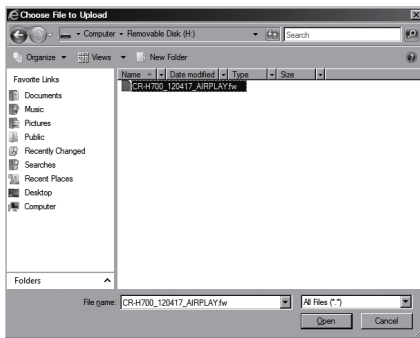 Choose File to Upload
Computer Removable Disk (H:)
Search
Organize Views New Folder
Favorite Links
Documents
Music
Pictures
Public
Recently Changed
Searches
Recent Places
Desktop
Computer
Folders
Name Date modified Type Size
CR-H700_120417_AIRPLAY.fw
File name: CR-H700_120417_AIRPLAY.fw All Files (*.*)
Open Cancel